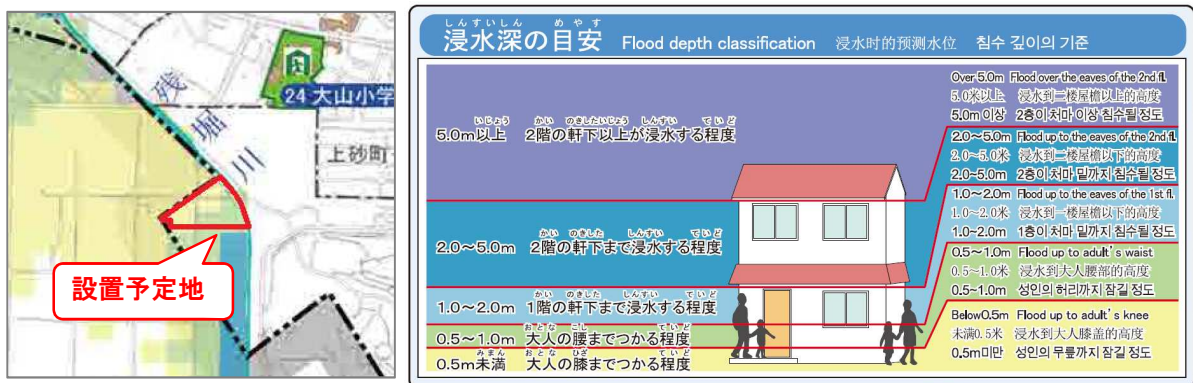 残堀川
24 大山小学
上砂町
設置予定地
しんすいしん めやす
浸水深の目安 Flood depth classification 浸水时的预测水位 침수 깊이의 기준
いじょう かい のきしたいじょう しんすい ていど
5.0m以上 2階の軒下以上が浸水する程度
かい のきした しんすい ていど
2.0～5.0m 2階の軒下まで浸水する程度
かい のきした しんすい ていど
1.0～2.0m 1階の軒下まで浸水する程度
おとな こし ていど
0.5～1.0m 大人の腰までつかる程度
みまん おとな ひざ ていど
0.5m未満 大人の膝までつかる程度
Over 5.0m Flood over the eaves of the 2nd fl.
5.0米以上 浸水到二楼屋檐以上的高度
5.0m 이상 2층이 처마 이상 침수될 정도
2.0～5.0m Flood up to the eaves of the 2nd fl.
2.0～5.0米 浸水到二楼屋檐以下的高度
2.0～5.0m 2층이 처마 밑까지 침수될 정도
1.0～2.0m Flood up to the eaves of the 1st fl.
1.0～2.0米 浸水到一楼屋檐以下的高度
1.0～2.0m 1층이 처마 밑까지 침수될 정도
0.5～1.0m Flood up to adult's waist
0.5～1.0米 浸水到大人腰部的高度
0.5～1.0m 성인의 허리까지 잠길 정도
Below0.5m Flood up to adult's knee
未满0.5米 浸水到大人膝盖的高度
0.5m미만 성인의 무릎까지 잠길 정도